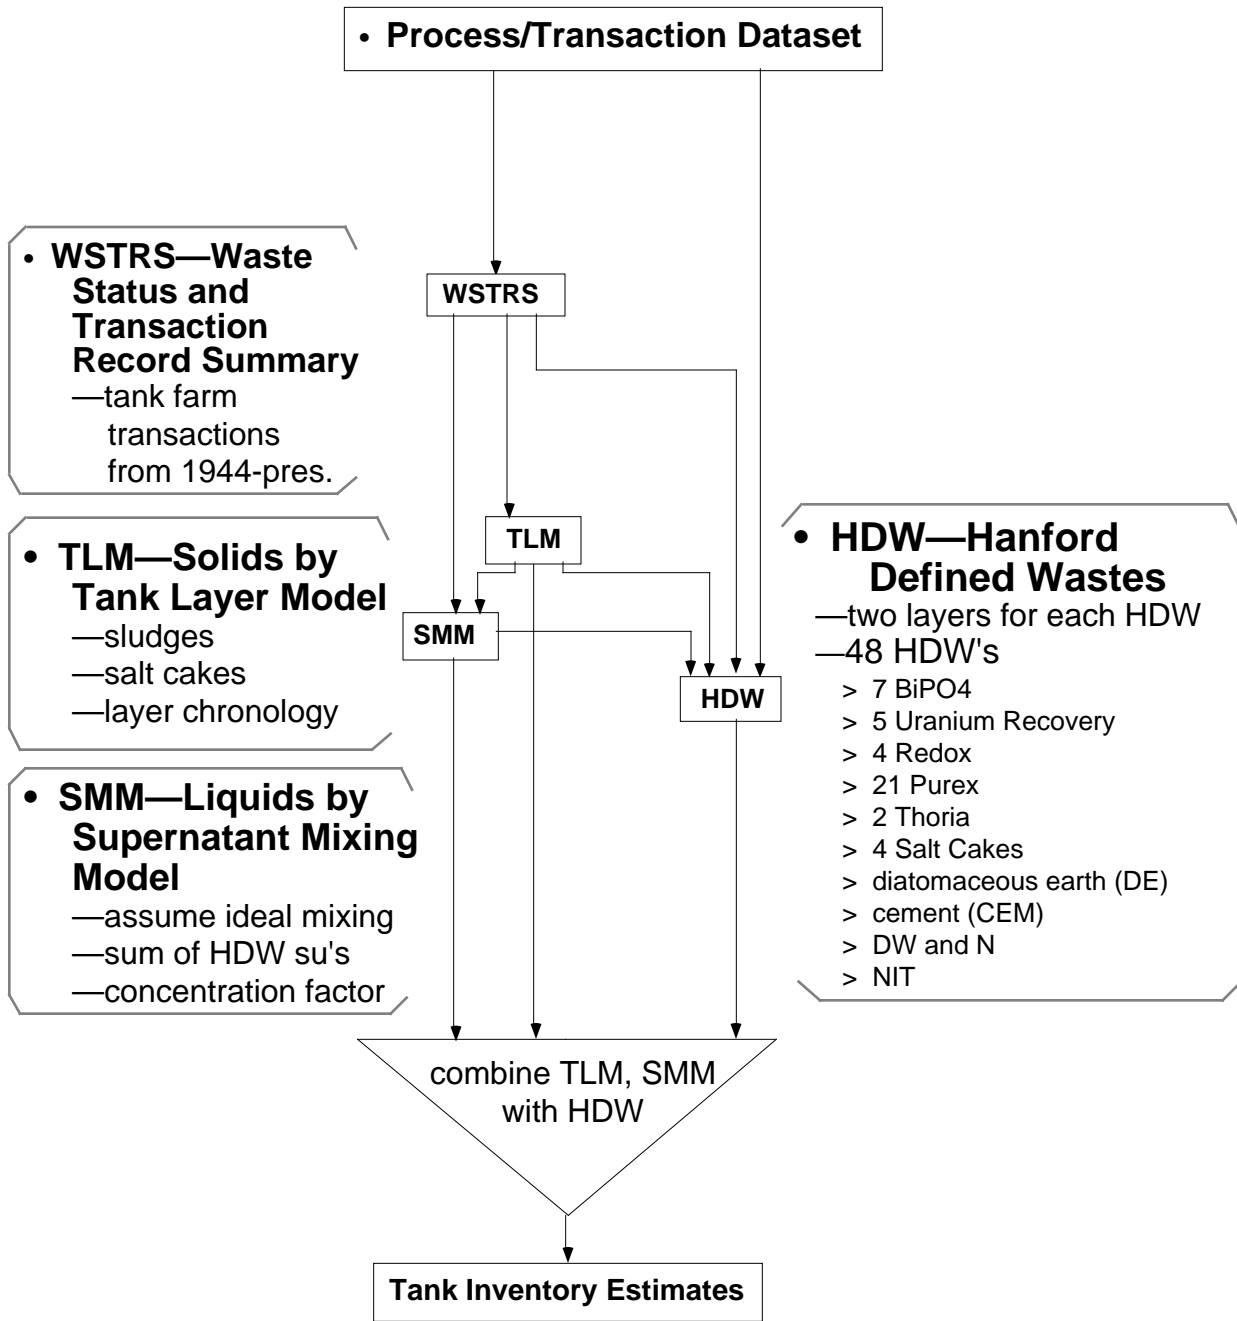 • Process/Transaction Dataset
• WSTRS—Waste
Status and
Transaction
Record Summary
—tank farm
transactions
from 1944-pres.
WSTRS
• TLM—Solids by
Tank Layer Model
—sludges
—salt cakes
—layer chronology
TLM
SMM
HDW
• HDW—Hanford
Defined Wastes
—two layers for each HDW
—48 HDW's
> 7 BiPO4
> 5 Uranium Recovery
> 4 Redox
> 21 Purex
> 2 Thoria
> 4 Salt Cakes
> diatomaceous earth (DE)
> cement (CEM)
> DW and N
> NIT
• SMM—Liquids by
Supernatant Mixing
Model
—assume ideal mixing
—sum of HDW su's
—concentration factor
combine TLM, SMM
with HDW
Tank Inventory Estimates